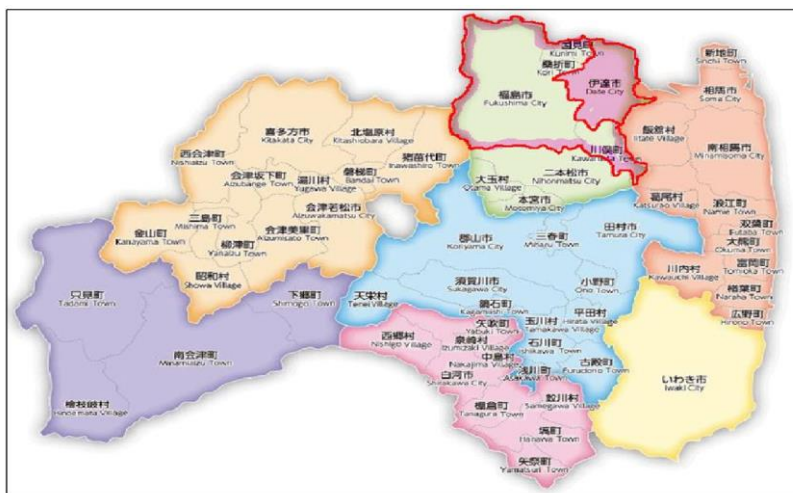 国見町
Kunimi Town
桑折町
Kori Town
福島市
Fukushima City
伊達市
Date City
川俣町
Kawamata Town
新地町
Sinchi Town
相馬市
Soma City
飯舘村
Iitate Village
南相馬市
Minamisoma City
喜多方市
Kitakata City
北塩原村
Kitashiobara Village
西会津町
Nishiaizu Town
猪苗代町
Inawashiro Town
磐梯町
Bandai Town
会津坂下町
Aizubange Town
湯川村
Yugawa Village
会津若松市
Aizuwakamatsu City
大玉村
Otama Village
二本松市
Nihonmatsu City
本宮市
Motomiya City
葛尾村
Katsurao Village
浪江町
Namie Town
双葉町
Futaba Town
大熊町
Okuma Town
富岡町
Tomioka Town
楢葉町
Naraha Town
広野町
Hirono Town
川内村
Kawauchi Village
金山町
Kanayama Town
三島町
Mishima Town
柳津町
Yanaizu Town
会津美里町
Aizumisato Town
昭和村
Showa Village
郡山市
Koriyama City
三春町
Miharu Town
田村市
Tamura City
須賀川市
Sukagawa City
小野町
Ono Town
天栄村
Tenei Village
鏡石町
Kagamiishi Town
玉川村
Tamakawa Village
平田村
Hirata Village
石川町
Ishikawa Town
古殿町
Furudono Town
浅川町
Asakawa Town
只見町
Tadami Town
下郷町
Shimogo Town
南会津町
Minamiaizu Town
檜枝岐村
Hinoemata Village
西郷村
Nishigo Village
矢吹町
Yabuki Town
泉崎村
Izumizaki Village
中島村
Nakajima Village
白河市
Shirakawa City
棚倉町
Tanagura Town
鮫川村
Samegawa Village
塙町
Hanawa Town
矢祭町
Yamatsuri Town
いわき市
Iwaki City